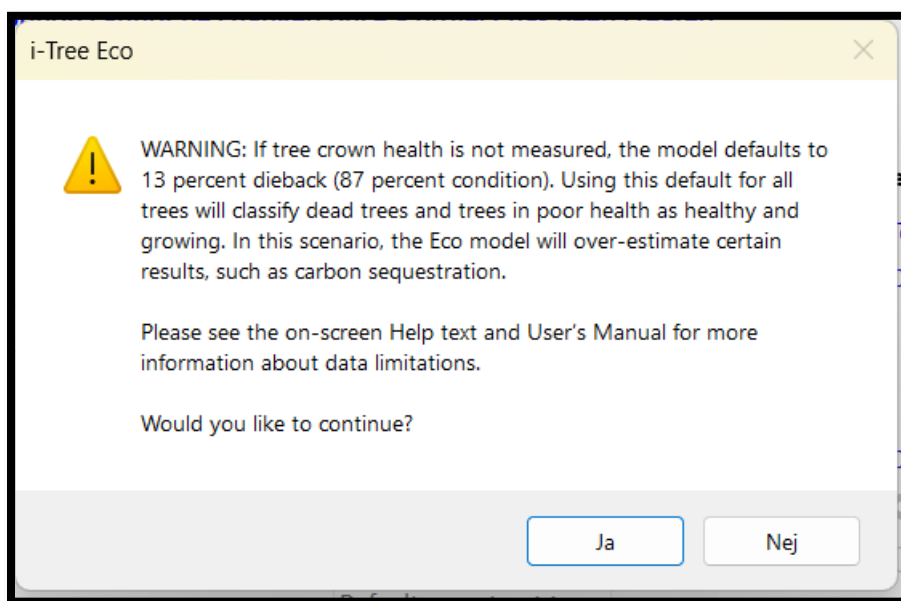 i-Tree Eco
WARNING: If tree crown health is not measured, the model defaults to
13 percent dieback (87 percent condition). Using this default for all
trees will classify dead trees and trees in poor health as healthy and
growing. In this scenario, the Eco model will over-estimate certain
results, such as carbon sequestration.
Please see the on-screen Help text and User's Manual for more
information about data limitations.
Would you like to continue?
Ja
Nej